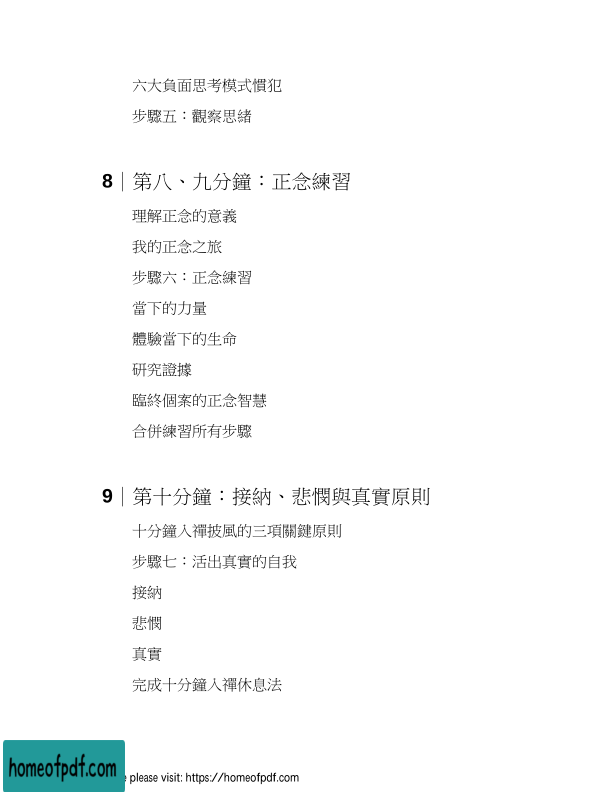 六大負面思考模式慣犯
步驟五：觀察思緒
8｜第八、九分鐘：正念練習
理解正念的意義
我的正念之旅
步驟六：正念練習
當下的力量
體驗當下的生命
研究證據
臨終個案的正念智慧
合併練習所有步驟
9｜第十分鐘：接納、悲憫與真實原則
十分鐘入禪披風的三項關鍵原則
步驟七：活出真實的自我
接納
悲憫
真實
完成十分鐘入禪休息法
homeofpdf.com
please visit: https://homeofpdf.com